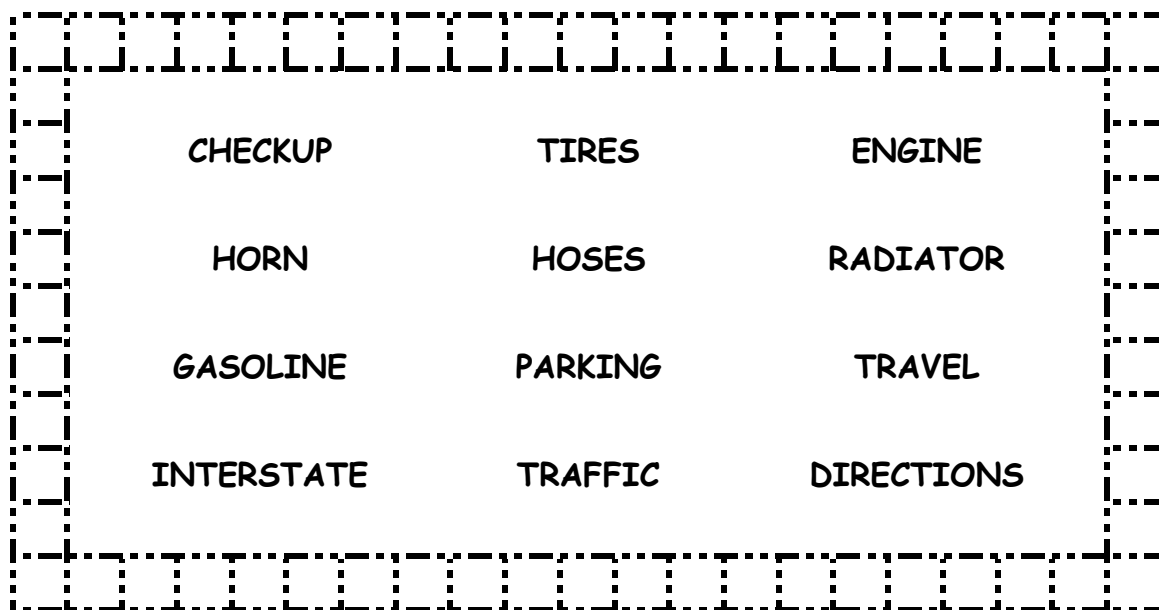 CHECKUP TIRES ENGINE
HORN HOSES RADIATOR
GASOLINE PARKING TRAVEL
INTERSTATE TRAFFIC DIRECTIONS